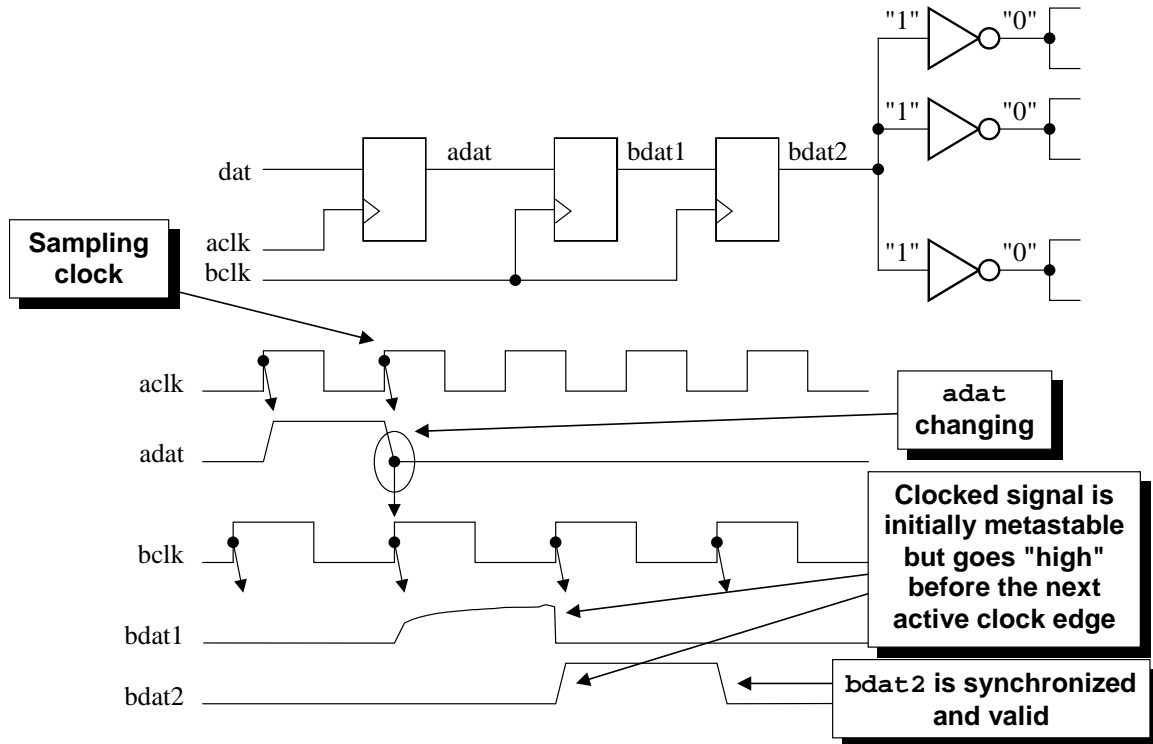 "1" "0"
"1" "0"
adat
bdat1
bdat2
dat
Sampling
clock
aclk
bclk
"1" "0"
aclk
adat
changing
adat
Clocked signal is
initially metastable
but goes "high"
before the next
active clock edge
bclk
bdat1
bdat2
bdat2 is synchronized
and valid